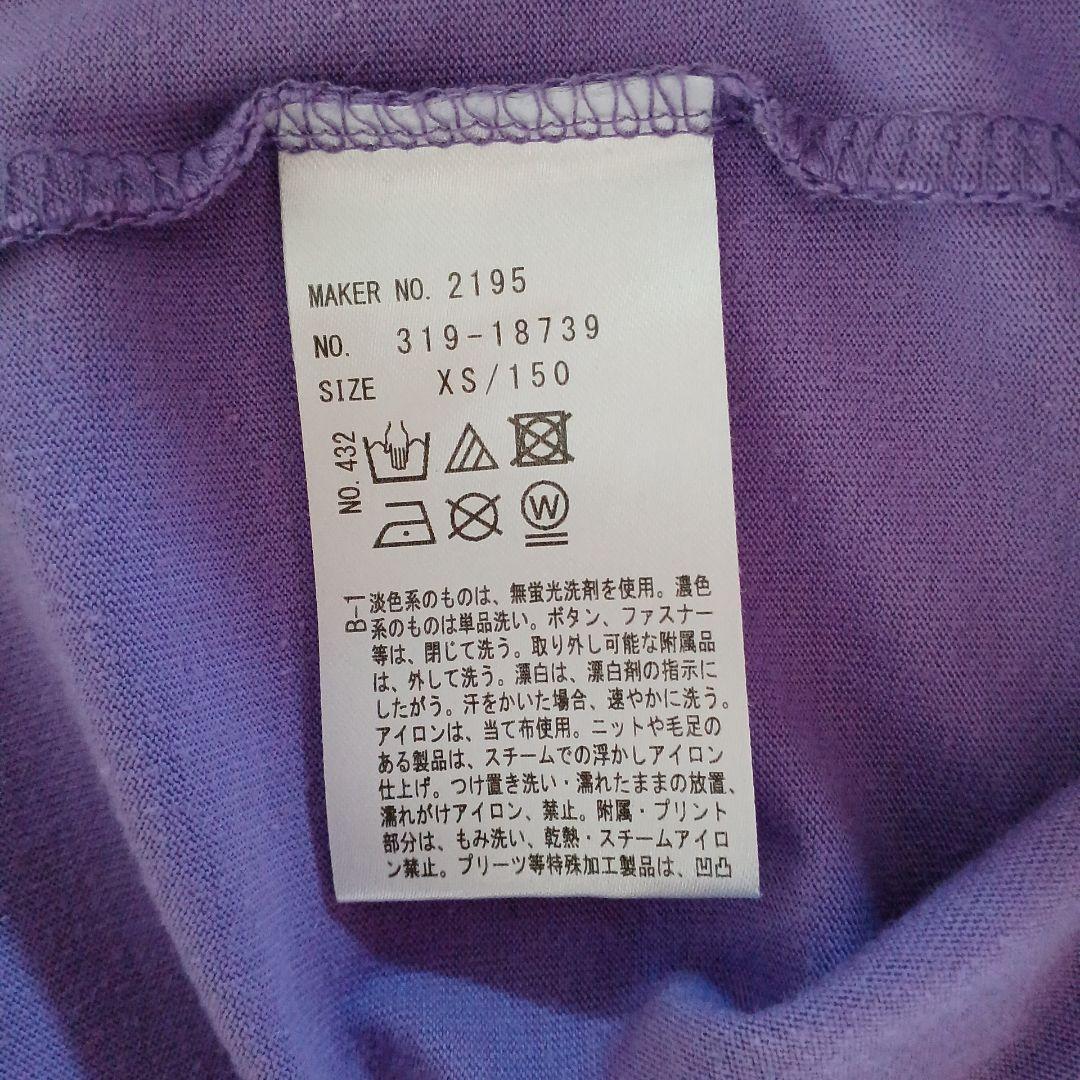 MAKER NO. 2195
NO. 319-18739
SIZE XS/150
NO. 432
W
B-1
淡色系のものは、無蛍光洗剤を使用。濃色
系のものは単品洗い。ボタン、ファスナー
等は、閉じて洗う。取り外し可能な附属品
は、外して洗う。漂白は、漂白剤の指示に
したがう。汗をかいた場合、速やかに洗う。
アイロンは、当て布使用。ニットや毛足の
ある製品は、スチームでの浮かしアイロン
仕上げ。つけ置き洗い・濡れたままの放置、
濡れがけアイロン、禁止。附属・プリント
部分は、もみ洗い、乾熱・スチームアイロ
ン禁止。プリーツ等特殊加工製品は、凹凸